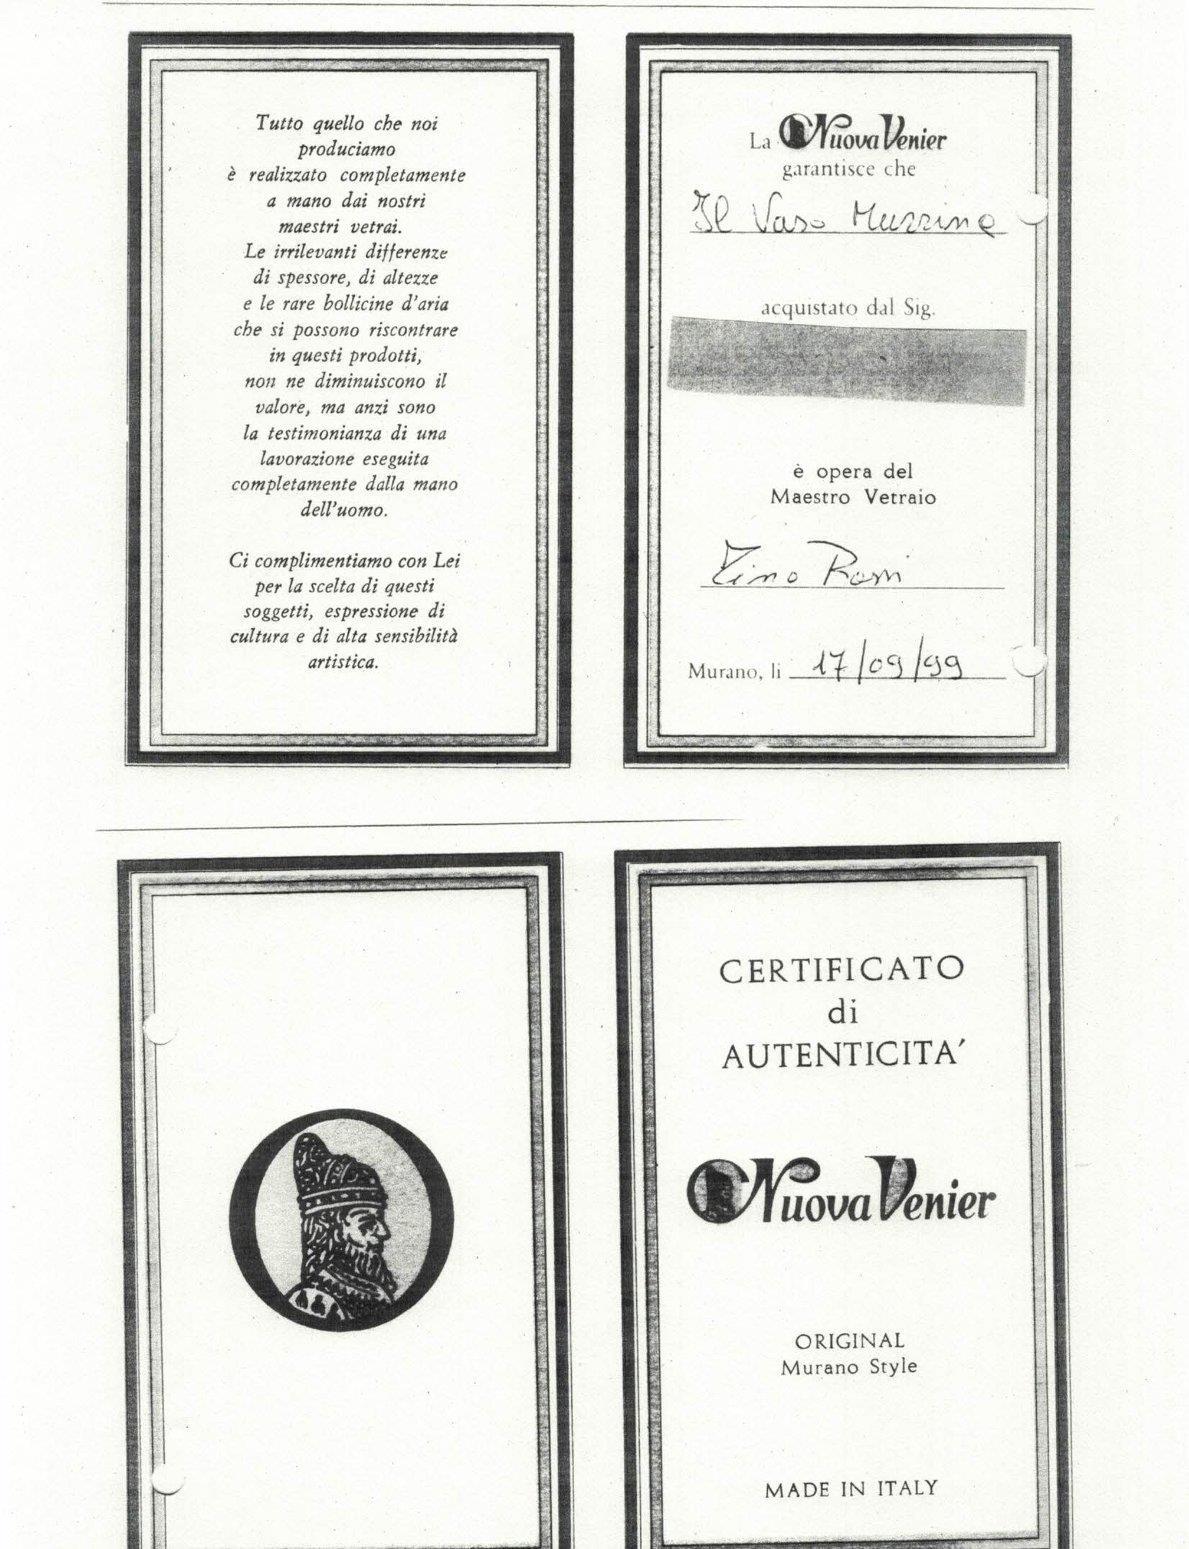 Tutto quello che noi
produciamo
è realizzato completamente
a mano dai nostri
maestri vetrai.
Le irrilevanti differenze
di spessore, di altezze
e le rare bollicine d'aria
che si possono riscontrare
in questi prodotti,
non ne diminuiscono il
valore, ma anzi sono
la testimonianza di una
lavorazione eseguita
completamente dalla mano
dell'uomo.
Ci complimentiamo con Lei
per la scelta di questi
soggetti, espressione di
cultura e di alta sensibilità
artistica.
La Nuova Venier
garantisce che
Il Vaso Murrina
acquistato dal Sig.
è opera del
Maestro Vetraio
Rossi
Murano, li 17/09/99
CERTIFICATO
di
AUTENTICITA'
Nuova Venier
ORIGINAL
Murano Style
MADE IN ITALY